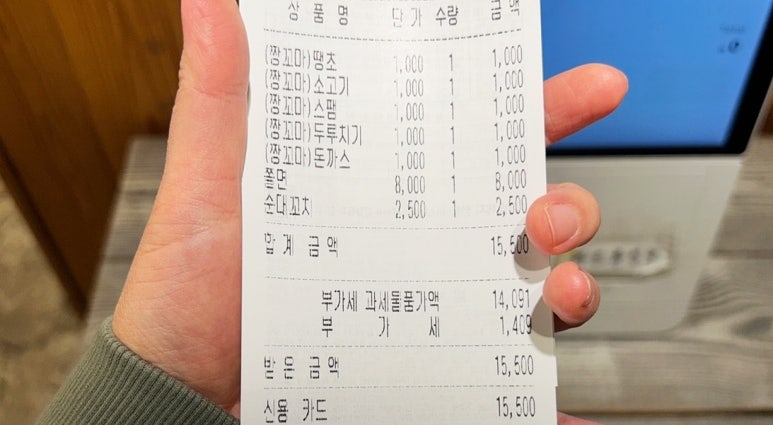 상 품 명 단 가 수량 금 액
(짱꼬마)땡초 1,000 1 1,000
(짱꼬마)소고기 1,000 1 1,000
(짱꼬마)스팸 1,000 1 1,000
(짱꼬마)두루치기 1,000 1 1,000
(짱꼬마)돈까스 1,000 1 1,000
쫄면 8,000 1 8,000
순대꼬치 2,500 1 2,500
합 계 금 액 15,500
부가세 과세물품가액 14,091
부 가 세 1,409
받 은 금 액 15,500
신용 카드 15,500